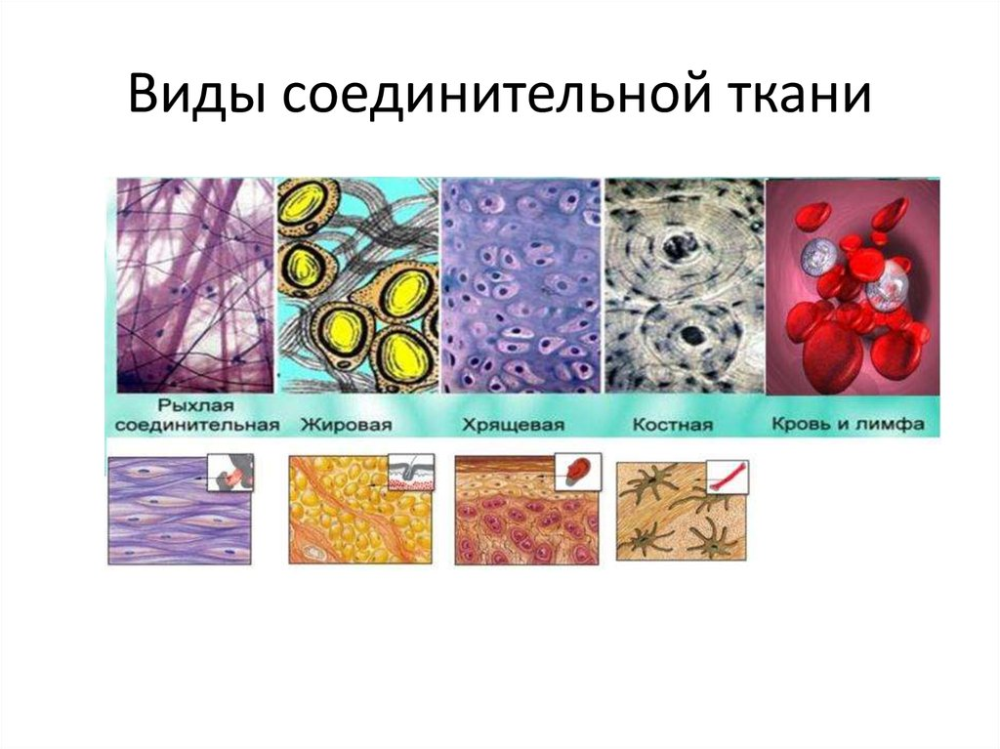 Виды соединительной ткани
Рыхлая
соединительная
Жировая
Хрящевая
Костная
Кровь и лимфа